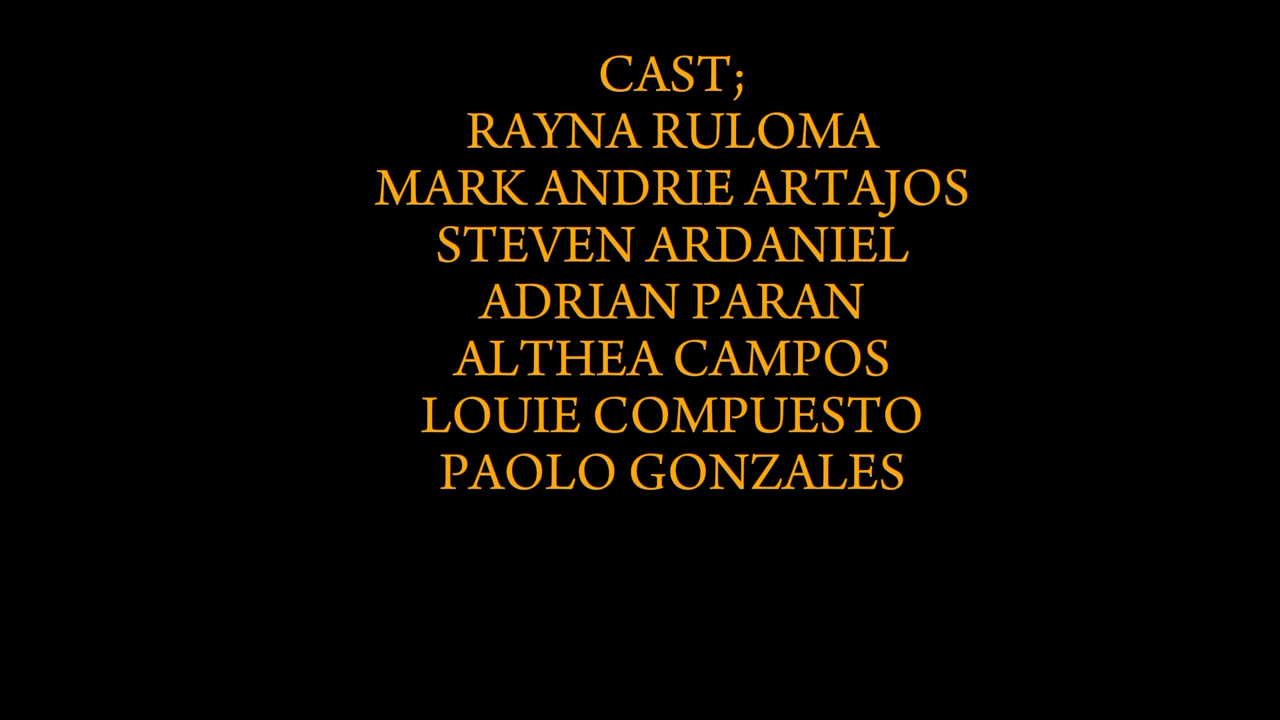 CAST;
RAYNA RULOMA
MARK ANDRIE ARTAJOS
STEVEN ARDANIEL
ADRIAN PARAN
ALTHEA CAMPOS
LOUIE COMPUESTO
PAOLO GONZALES